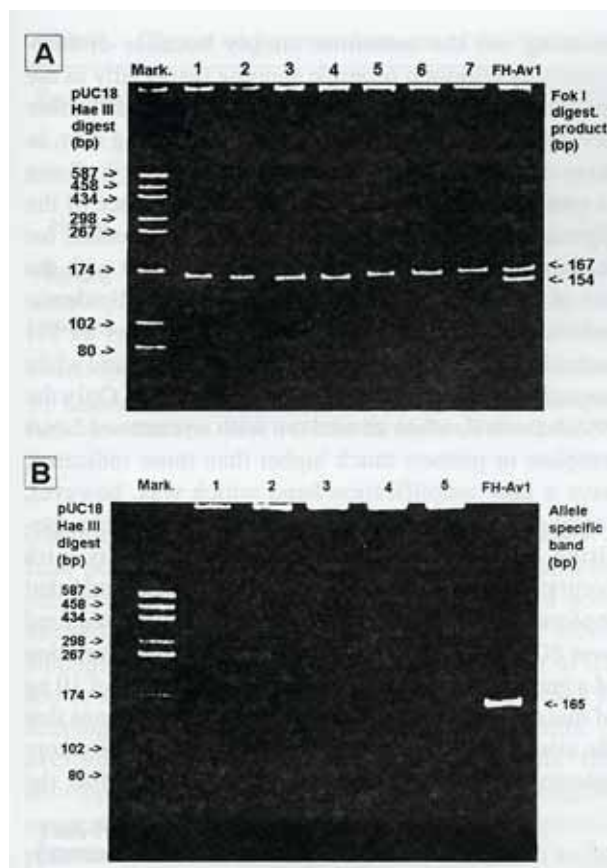 A
Mark. 1 2 3 4 5 6 7 FH-Av1
pUC18
Hae III
digest
(bp)
Fok I
digest.
product
(bp)
587 ->
458 ->
434 ->
298 ->
267 ->
174 ->
102 ->
80 ->
<- 167
<- 154
B
Mark. 1 2 3 4 5 FH-Av1
pUC18
Hae III
digest
(bp)
Allele
specific
band
(bp)
587 ->
458 ->
434 ->
298 ->
267 ->
174 ->
102 ->
80 ->
<- 165